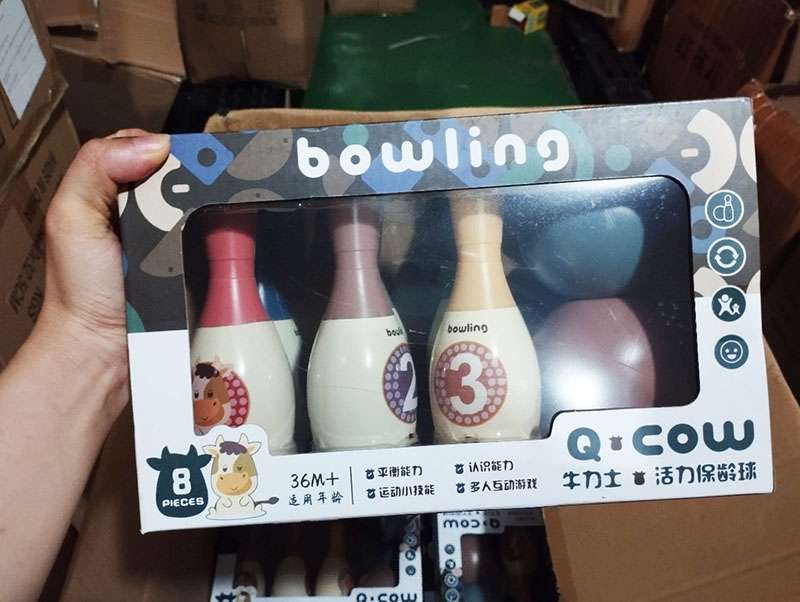 bowling
bowling
bowling
2
3
Q·COW
牛力士 活力保龄球
8
PIECES
36M+
适用年龄
平衡能力
认识能力
运动小技能
多人互动游戏
Q·COW
Q·COW